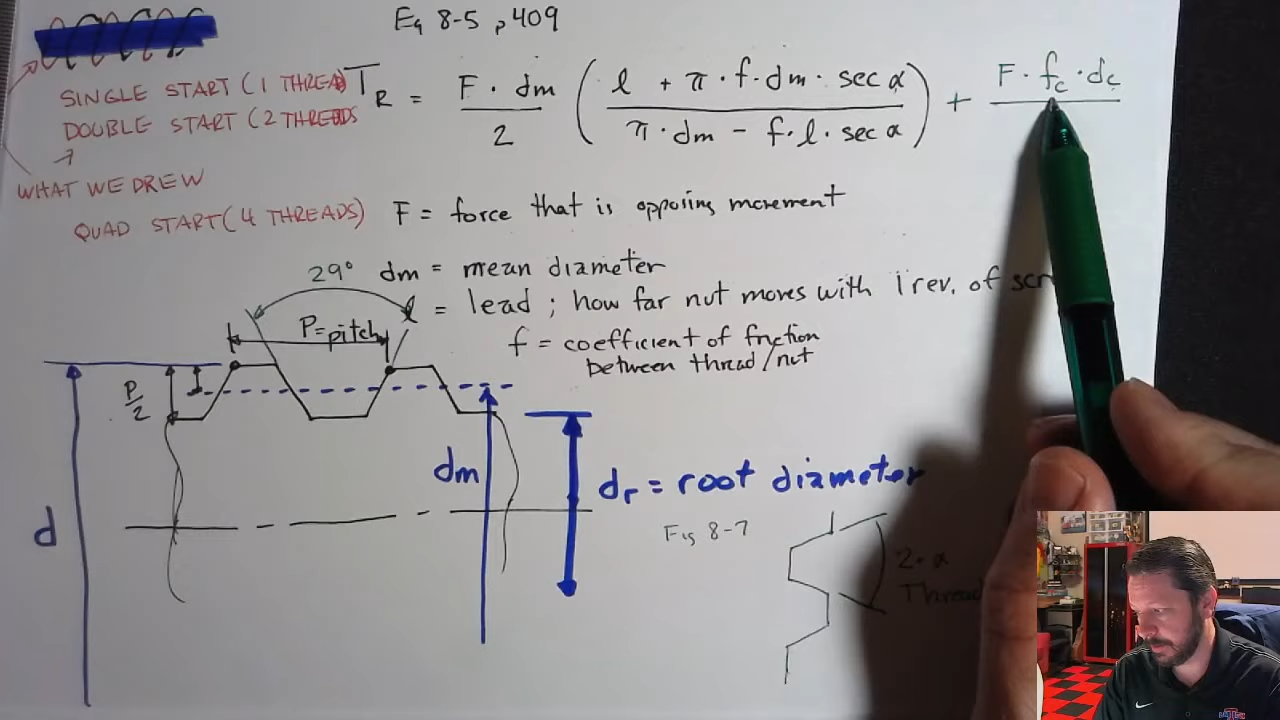 Eq 8-5 , p409
T_R = F · dm / 2 ( l + π · f · dm · sec α / π · dm − f · l · sec α ) + F · f_c · d_c
SINGLE START (1 THREAD)
DOUBLE START (2 THREADS
WHAT WE DREW
QUAD START (4 THREADS)
F = force that is opposing movement
29°
dm = mean diameter
l = lead ; how far nut moves with 1 rev. of scr
P=pitch
f = coefficient of friction
between thread/nut
P/2
dm
dr = root diameter
d
Fig 8-7
2·α
Thread